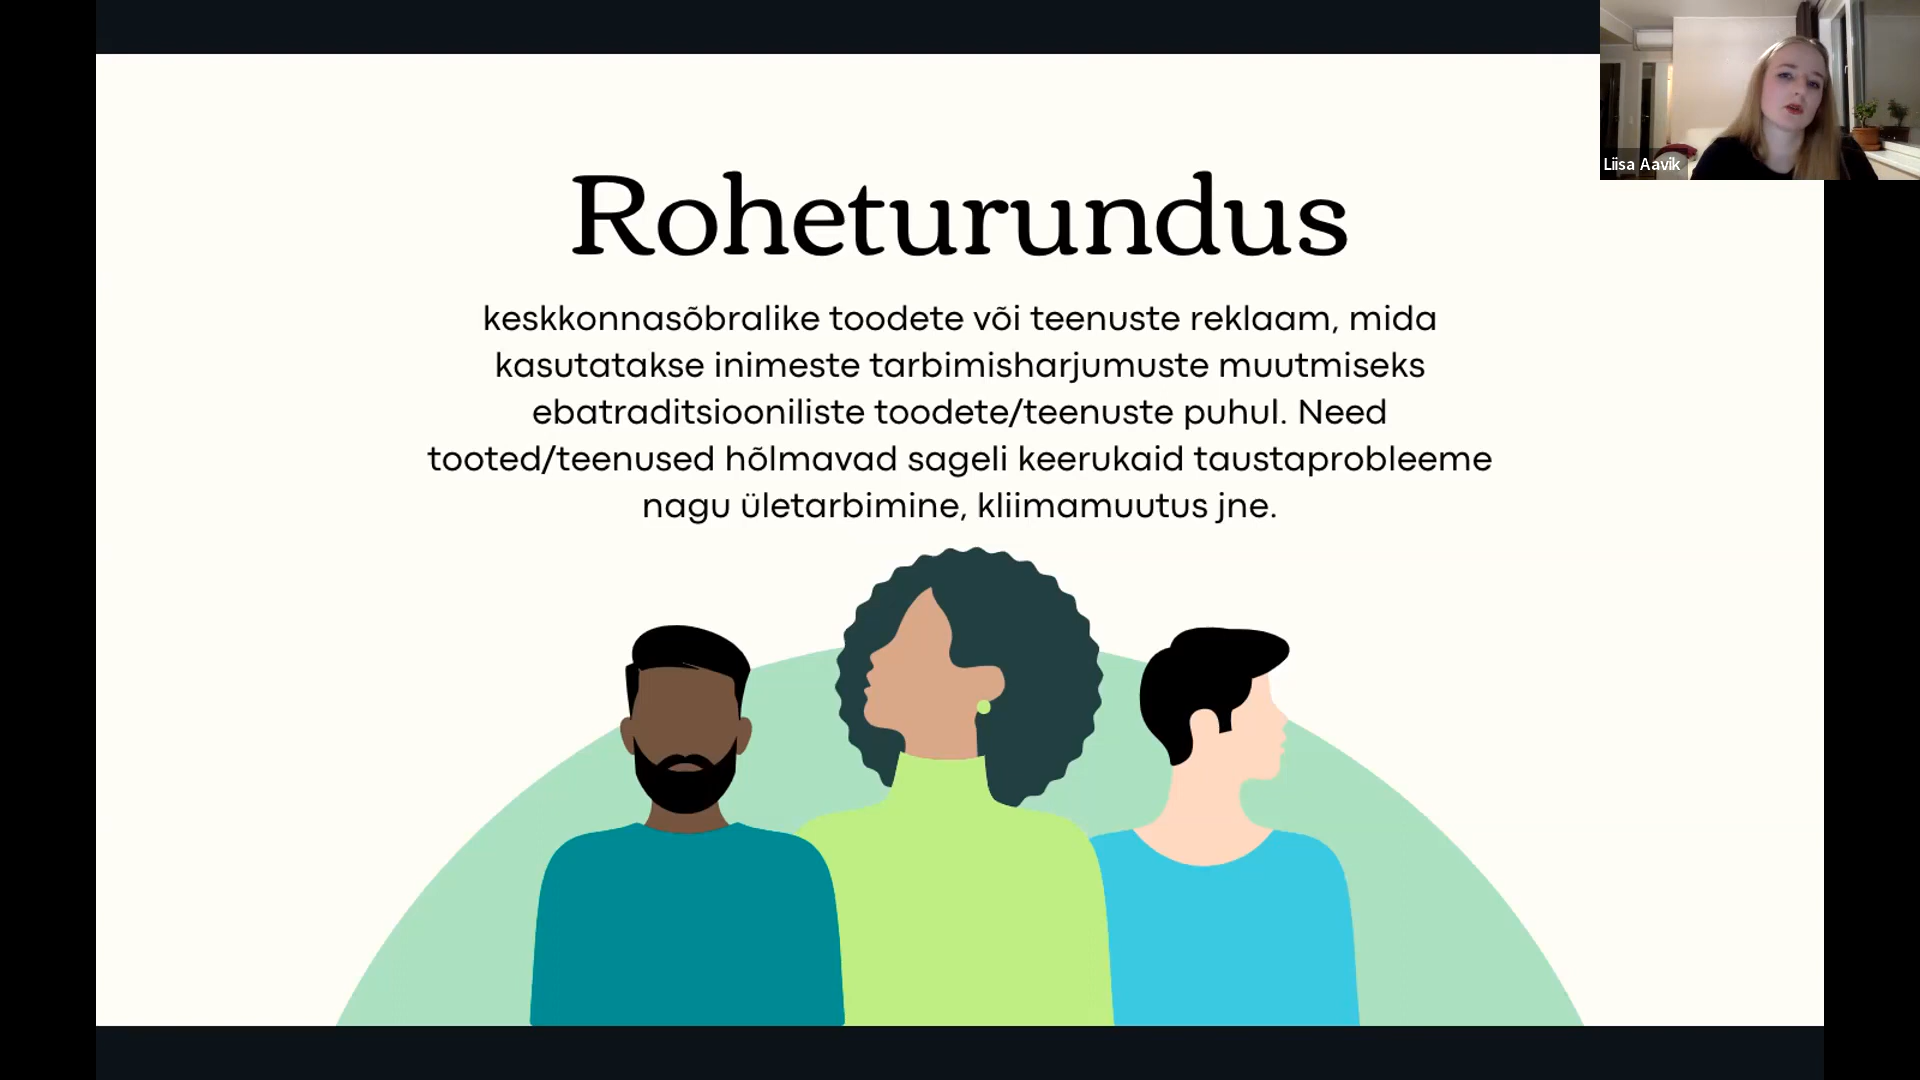 Roheturundus
keskkonnasõbralike toodete või teenuste reklaam, mida
kasutatakse inimeste tarbimisharjumuste muutmiseks
ebatraditsiooniliste toodete/teenuste puhul. Need
tooted/teenused hõlmavad sageli keerukaid taustaprobleeme
nagu ületarbimine, kliimamuutus jne.
Liisa Aavik